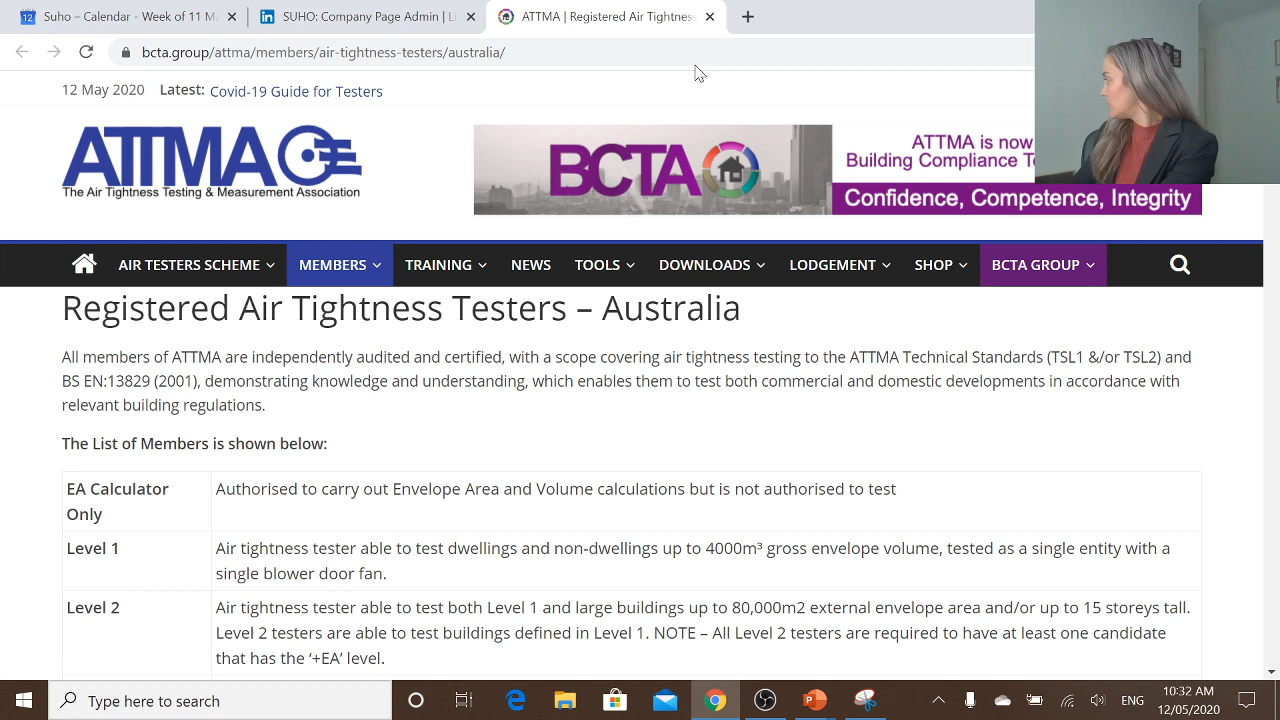 Suho – Calendar - Week of 11 M
SUHO: Company Page Admin | Li
ATTMA | Registered Air Tightness
bcta.group/attma/members/air-tightness-testers/australia/
12 May 2020 Latest: Covid-19 Guide for Testers
ATTMA
The Air Tightness Testing & Measurement Association
BCTA
ATTMA is now
Building Compliance Te
Confidence, Competence, Integrity
AIR TESTERS SCHEME MEMBERS TRAINING NEWS TOOLS DOWNLOADS LODGEMENT SHOP BCTA GROUP
Registered Air Tightness Testers – Australia
All members of ATTMA are independently audited and certified, with a scope covering air tightness testing to the ATTMA Technical Standards (TSL1 &/or TSL2) and
BS EN:13829 (2001), demonstrating knowledge and understanding, which enables them to test both commercial and domestic developments in accordance with
relevant building regulations.
The List of Members is shown below:
EA Calculator
Only
Authorised to carry out Envelope Area and Volume calculations but is not authorised to test
Level 1
Air tightness tester able to test dwellings and non-dwellings up to 4000m³ gross envelope volume, tested as a single entity with a
single blower door fan.
Level 2
Air tightness tester able to test both Level 1 and large buildings up to 80,000m2 external envelope area and/or up to 15 storeys tall.
Level 2 testers are able to test buildings defined in Level 1. NOTE – All Level 2 testers are required to have at least one candidate
that has the ‘+EA’ level.
Type here to search
ENG
10:32 AM
12/05/2020